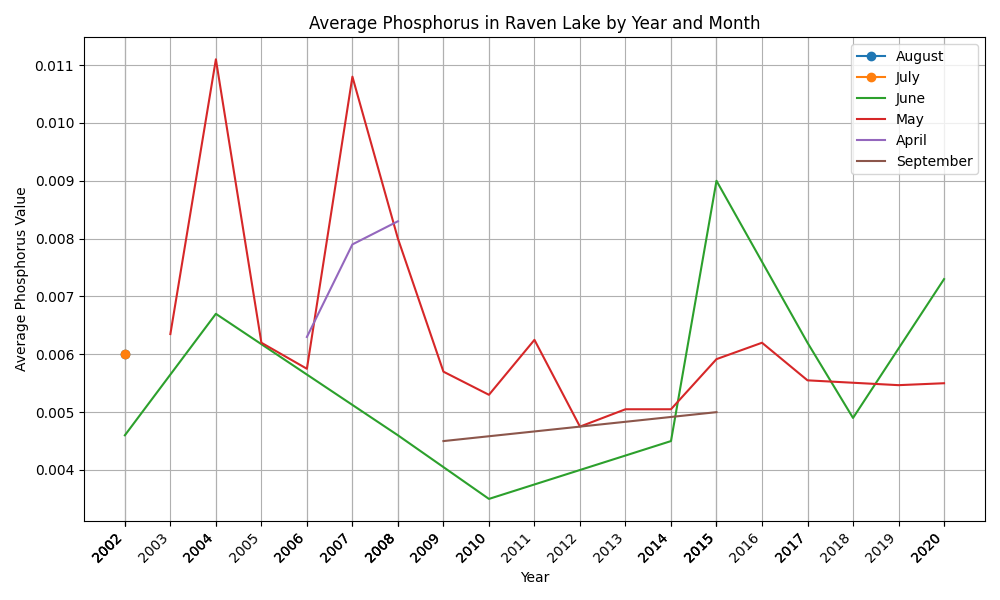 Average Phosphorus in Raven Lake by Year and Month
Average Phosphorus Value
0.011
0.010
0.009
0.008
0.007
0.006
0.005
0.004
August
July
June
May
April
September
2002 2003 2004 2005 2006 2007 2008 2009 2010 2011 2012 2013 2014 2015 2016 2017 2018 2019 2020
Year